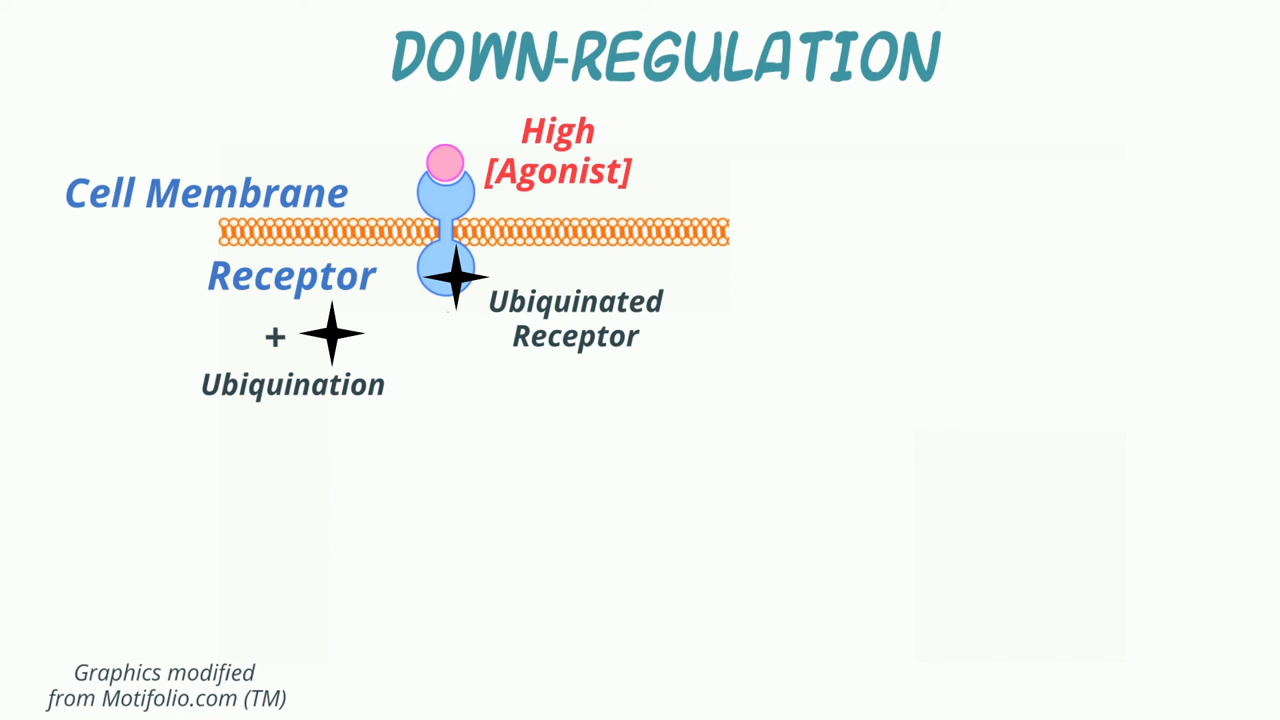 DOWN-REGULATION
High
[Agonist]
Cell Membrane
Receptor
+
Ubiquination
Ubiquinated
Receptor
Graphics modified
from Motifolio.com (TM)